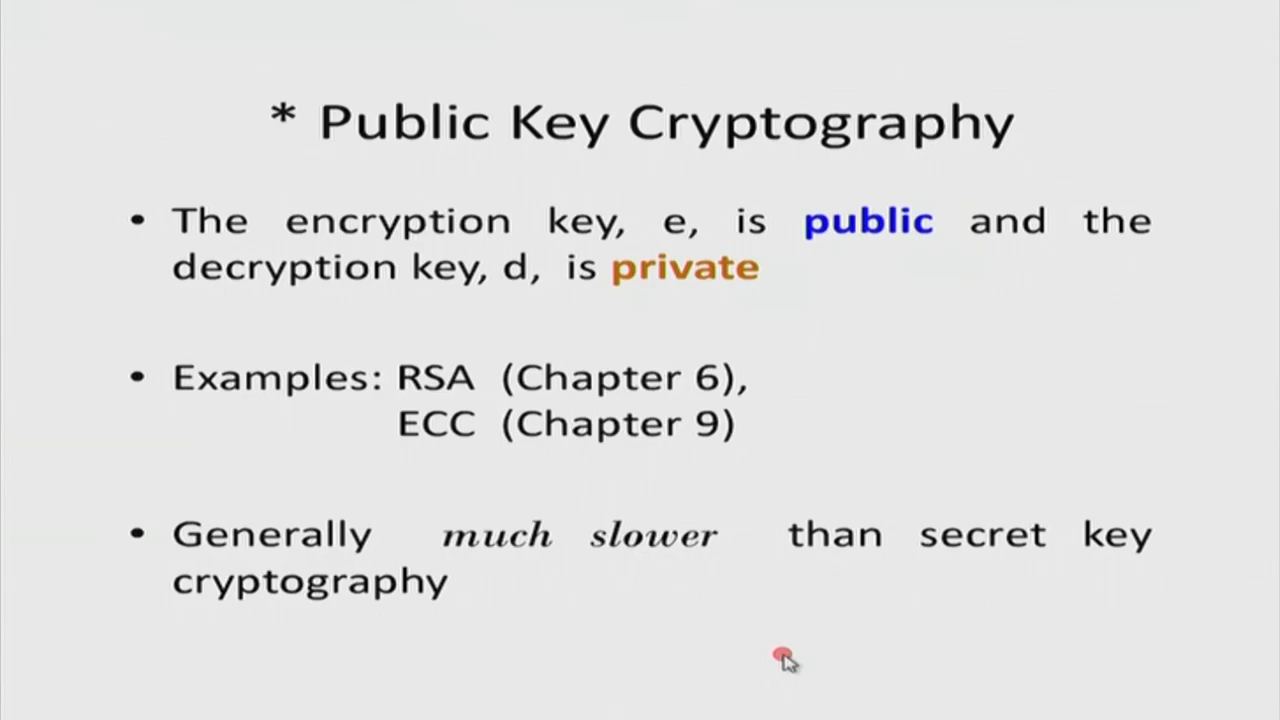 * Public Key Cryptography
• The encryption key, e, is public and the
decryption key, d, is private
• Examples: RSA (Chapter 6),
ECC (Chapter 9)
• Generally much slower than secret key
cryptography